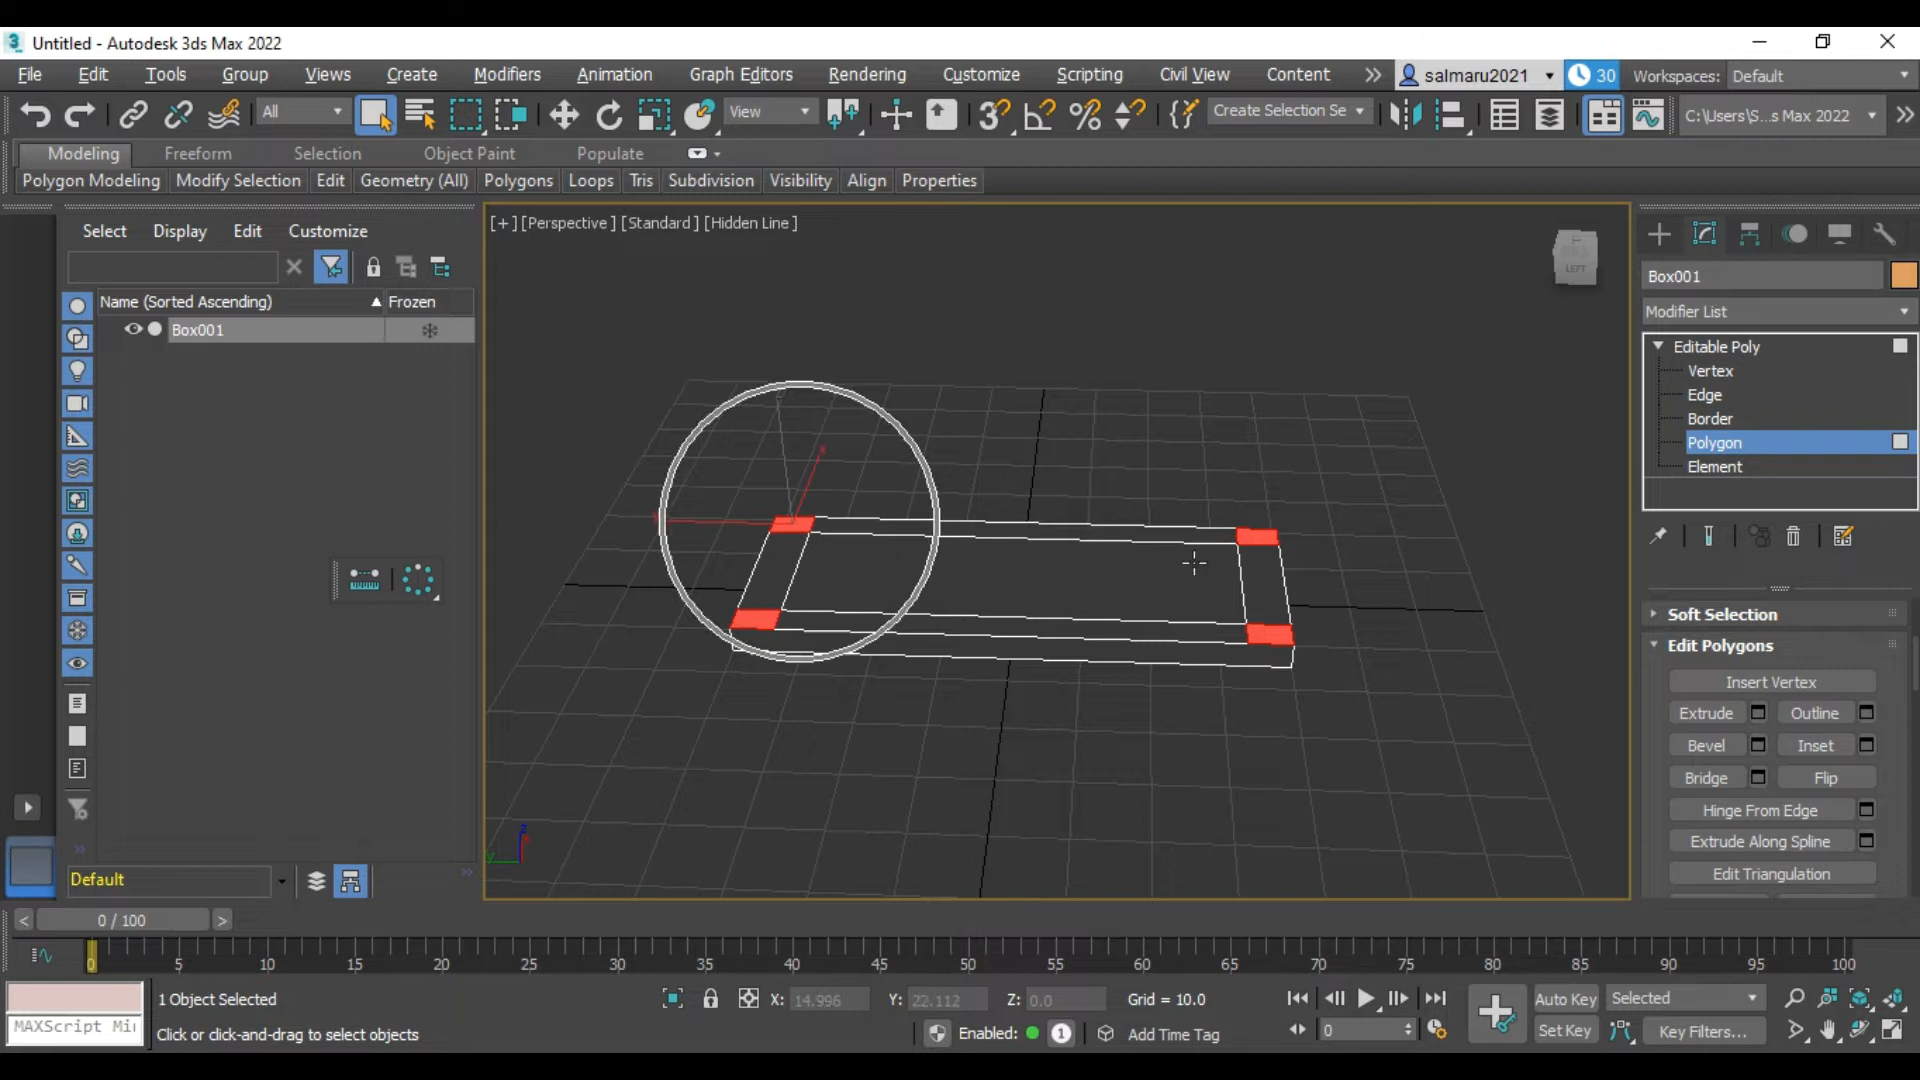 Untitled - Autodesk 3ds Max 2022
File Edit Tools Group Views Create Modifiers Animation Graph Editors Rendering Customize Scripting Civil View Content salmaru2021 30 Workspaces: Default
All View Create Selection Se C:\Users\S...s Max 2022
Modeling Freeform Selection Object Paint Populate
Polygon Modeling Modify Selection Edit Geometry (All) Polygons Loops Tris Subdivision Visibility Align Properties
Select Display Edit Customize
[+] [Perspective] [Standard] [Hidden Line]
LEFT
Box001
Name (Sorted Ascending) Frozen
Modifier List
Box001
Editable Poly
Vertex
Edge
Border
Polygon
Element
Soft Selection
Edit Polygons
Insert Vertex
Extrude Outline
Bevel Inset
Bridge Flip
Hinge From Edge
Extrude Along Spline
Edit Triangulation
Default
0 / 100
0 5 10 15 20 25 30 35 40 45 50 55 60 65 70 75 80 85 90 95 100
1 Object Selected X: 14.996 Y: 22.112 Z: 0.0 Grid = 10.0 Auto Key Selected
MAXScript Mi Click or click-and-drag to select objects Enabled: 1 Add Time Tag 0 Set Key Key Filters...